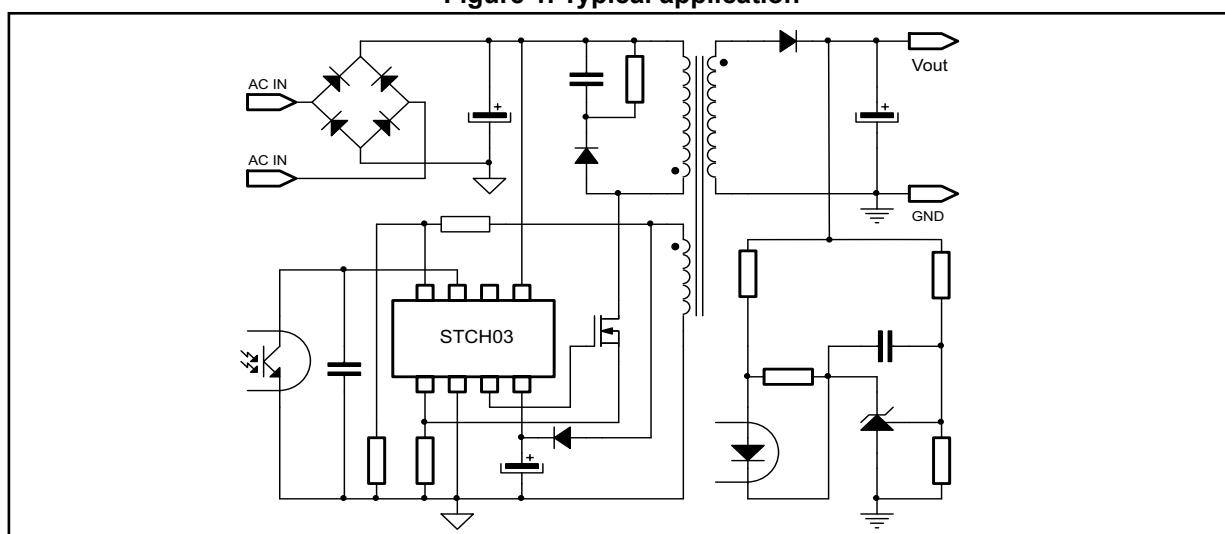 Figure 1. Typical application
AC IN
AC IN
+
+
Vout
GND
STCH03
+